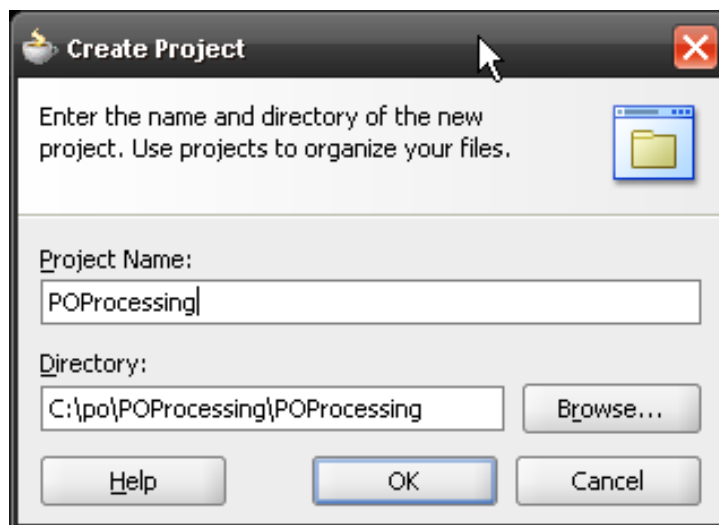 Create Project
Enter the name and directory of the new
project. Use projects to organize your files.
Project Name:
POProcessing
Directory:
C:\po\POProcessing\POProcessing
Browse...
Help
OK
Cancel